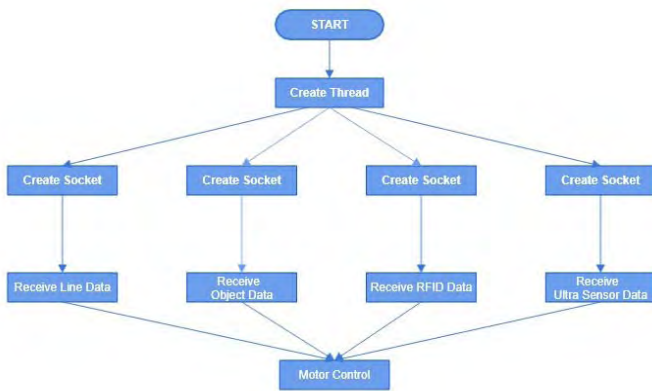 START
Create Thread
Create Socket
Create Socket
Create Socket
Create Socket
Receive Line Data
Receive
Object Data
Receive RFID Data
Receive
Ultra Sensor Data
Motor Control